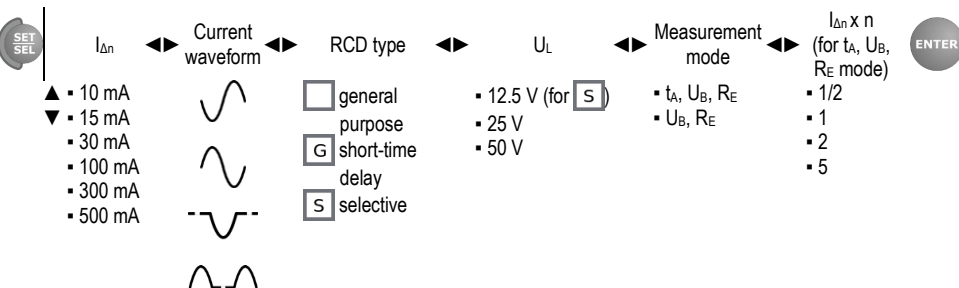 SET
SEL
I∆n ◄► Current waveform ◄► RCD type ◄► UL ◄► Measurement mode ◄► I∆n x n (for tA, UB, RE mode)
ENTER
▲ ▪ 10 mA
▼ ▪ 15 mA
▪ 30 mA
▪ 100 mA
▪ 300 mA
▪ 500 mA
general
purpose
G short-time
delay
S selective
▪ 12.5 V (for S)
▪ 25 V
▪ 50 V
▪ tA, UB, RE
▪ UB, RE
▪ 1/2
▪ 1
▪ 2
▪ 5